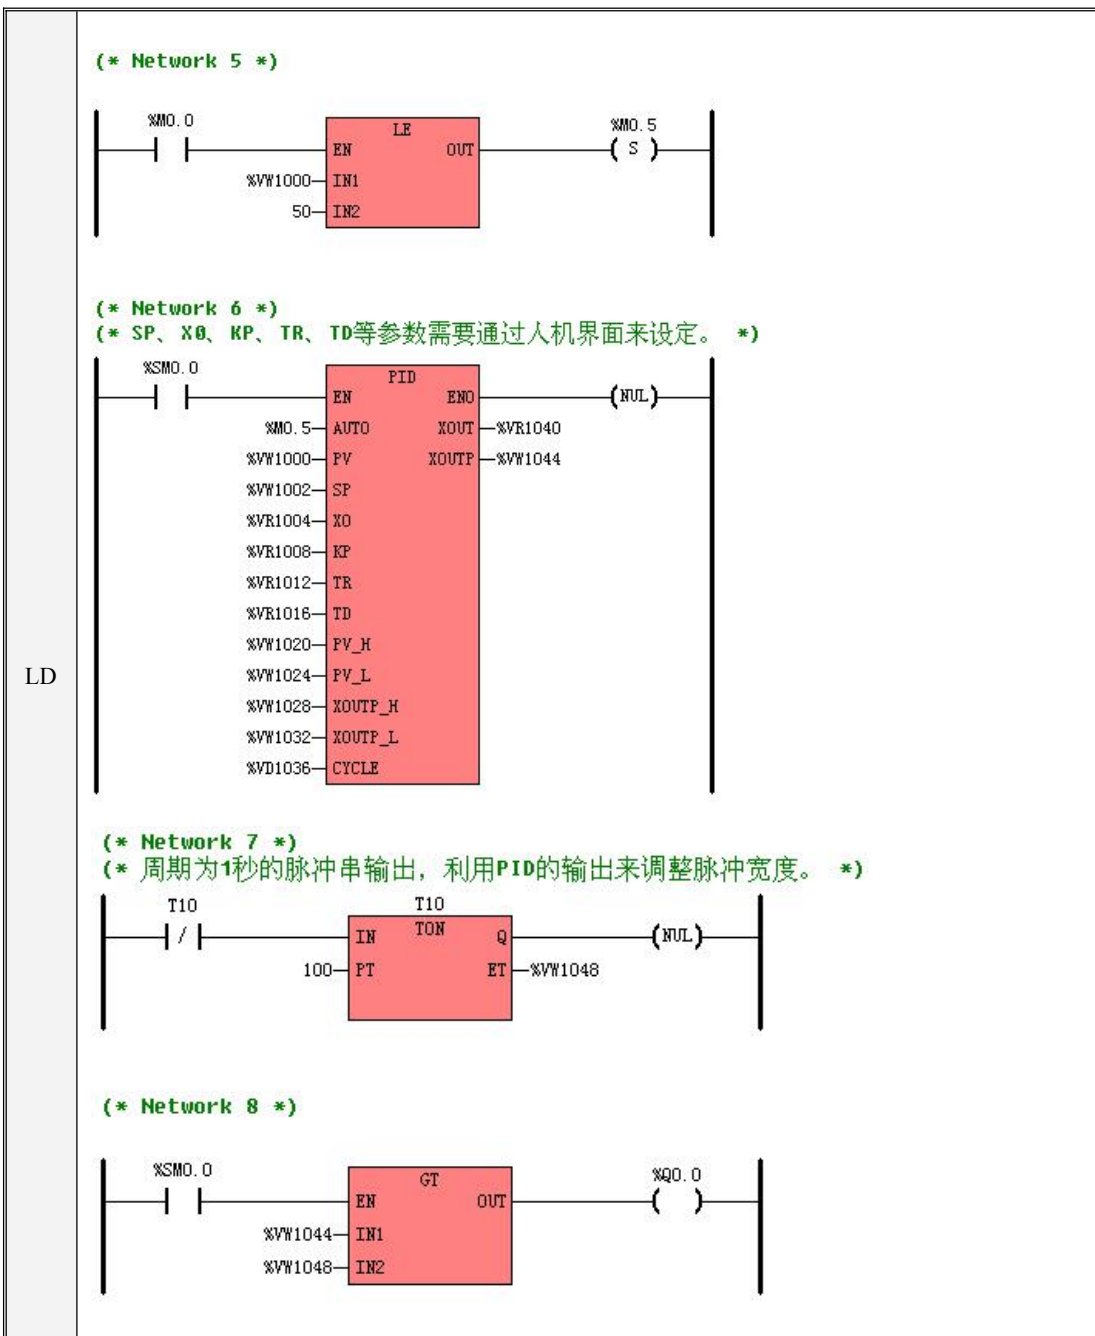 (* Network 5 *)
%M0.0
LE
%M0.5
EN OUT
( S )
%VW1000 IN1
50 IN2
(* Network 6 *)
(* SP、X0、KP、TR、TD等参数需要通过人机界面来设定。 *)
%SM0.0
PID
EN ENO
(NUL)
%M0.5 AUTO XOUT %VR1040
%VW1000 PV XOUTP %VW1044
%VW1002 SP
%VR1004 XO
%VR1008 KP
%VR1012 TR
%VR1016 TD
LD
%VW1020 PV_H
%VW1024 PV_L
%VW1028 XOUTP_H
%VW1032 XOUTP_L
%VD1036 CYCLE
(* Network 7 *)
(* 周期为1秒的脉冲串输出，利用PID的输出来调整脉冲宽度。 *)
T10 T10
/
TON
IN Q
(NUL)
100 PT ET %VW1048
(* Network 8 *)
%SM0.0
GT
%Q0.0
EN OUT
( )
%VW1044 IN1
%VW1048 IN2